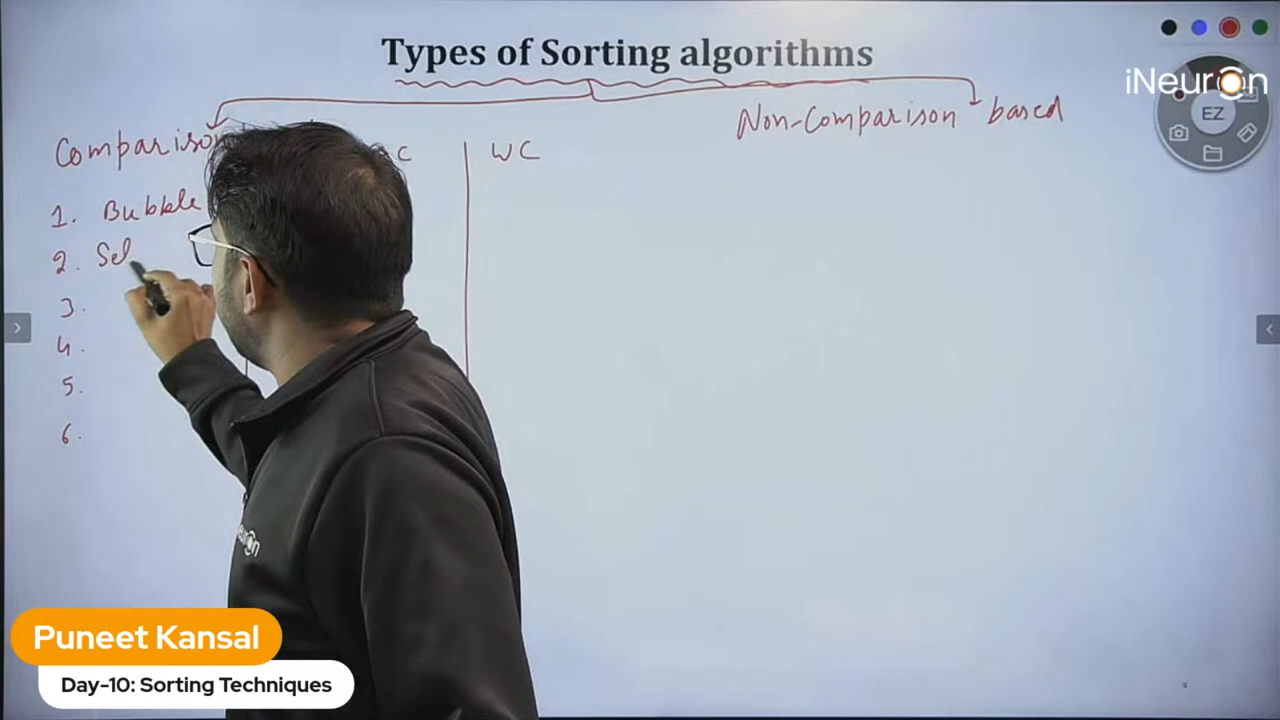 Types of Sorting algorithms
iNeurOn
EZ
Comparison
Non-Comparison based
C
WC
1. Bubble
2. Sel
3.
4.
5.
6.
Puneet Kansal
Day-10: Sorting Techniques